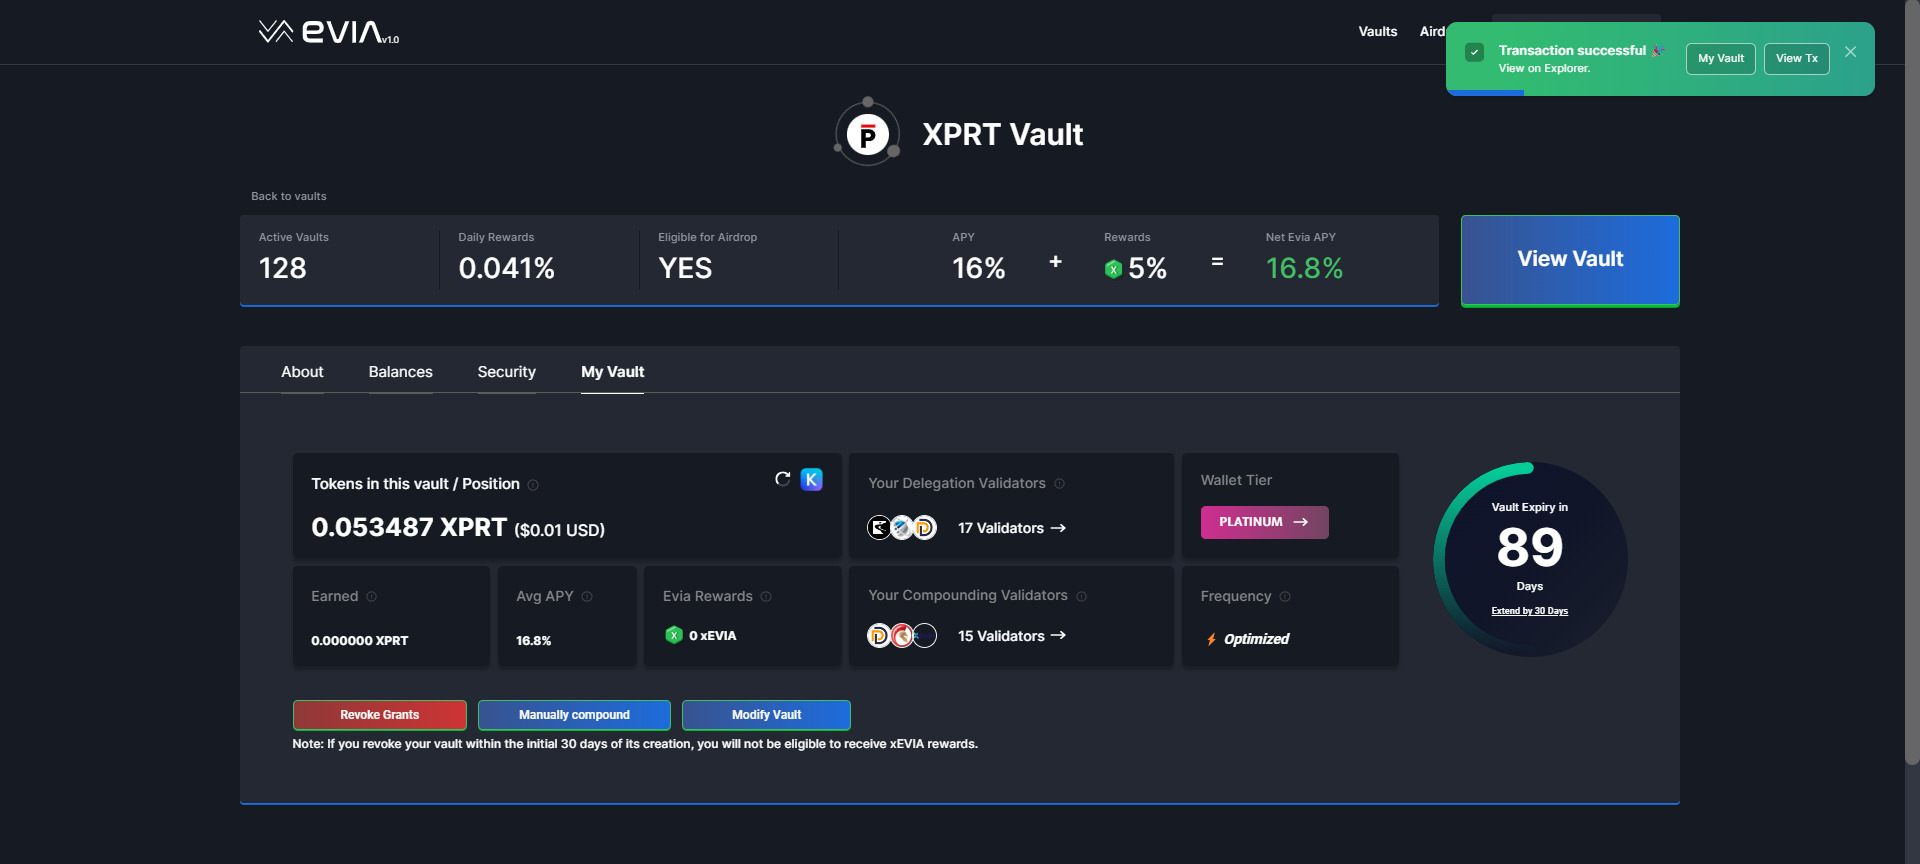 EVIA v1.0
Vaults
Aird
Transaction successful 🎉
View on Explorer.
My Vault
View Tx
XPRT Vault
Back to vaults
Active Vaults
128
Daily Rewards
0.041%
Eligible for Airdrop
YES
APY
16%
+
Rewards
5%
=
Net Evia APY
16.8%
View Vault
About
Balances
Security
My Vault
Tokens in this vault / Position
K
0.053487 XPRT ($0.01 USD)
Your Delegation Validators
17 Validators →
Wallet Tier
PLATINUM →
Vault Expiry in
89
Days
Extend by 30 Days
Earned
0.000000 XPRT
Avg APY
16.8%
Evia Rewards
0 xEVIA
Your Compounding Validators
15 Validators →
Frequency
Optimized
Revoke Grants
Manually compound
Modify Vault
Note: If you revoke your vault within the initial 30 days of its creation, you will not be eligible to receive xEVIA rewards.